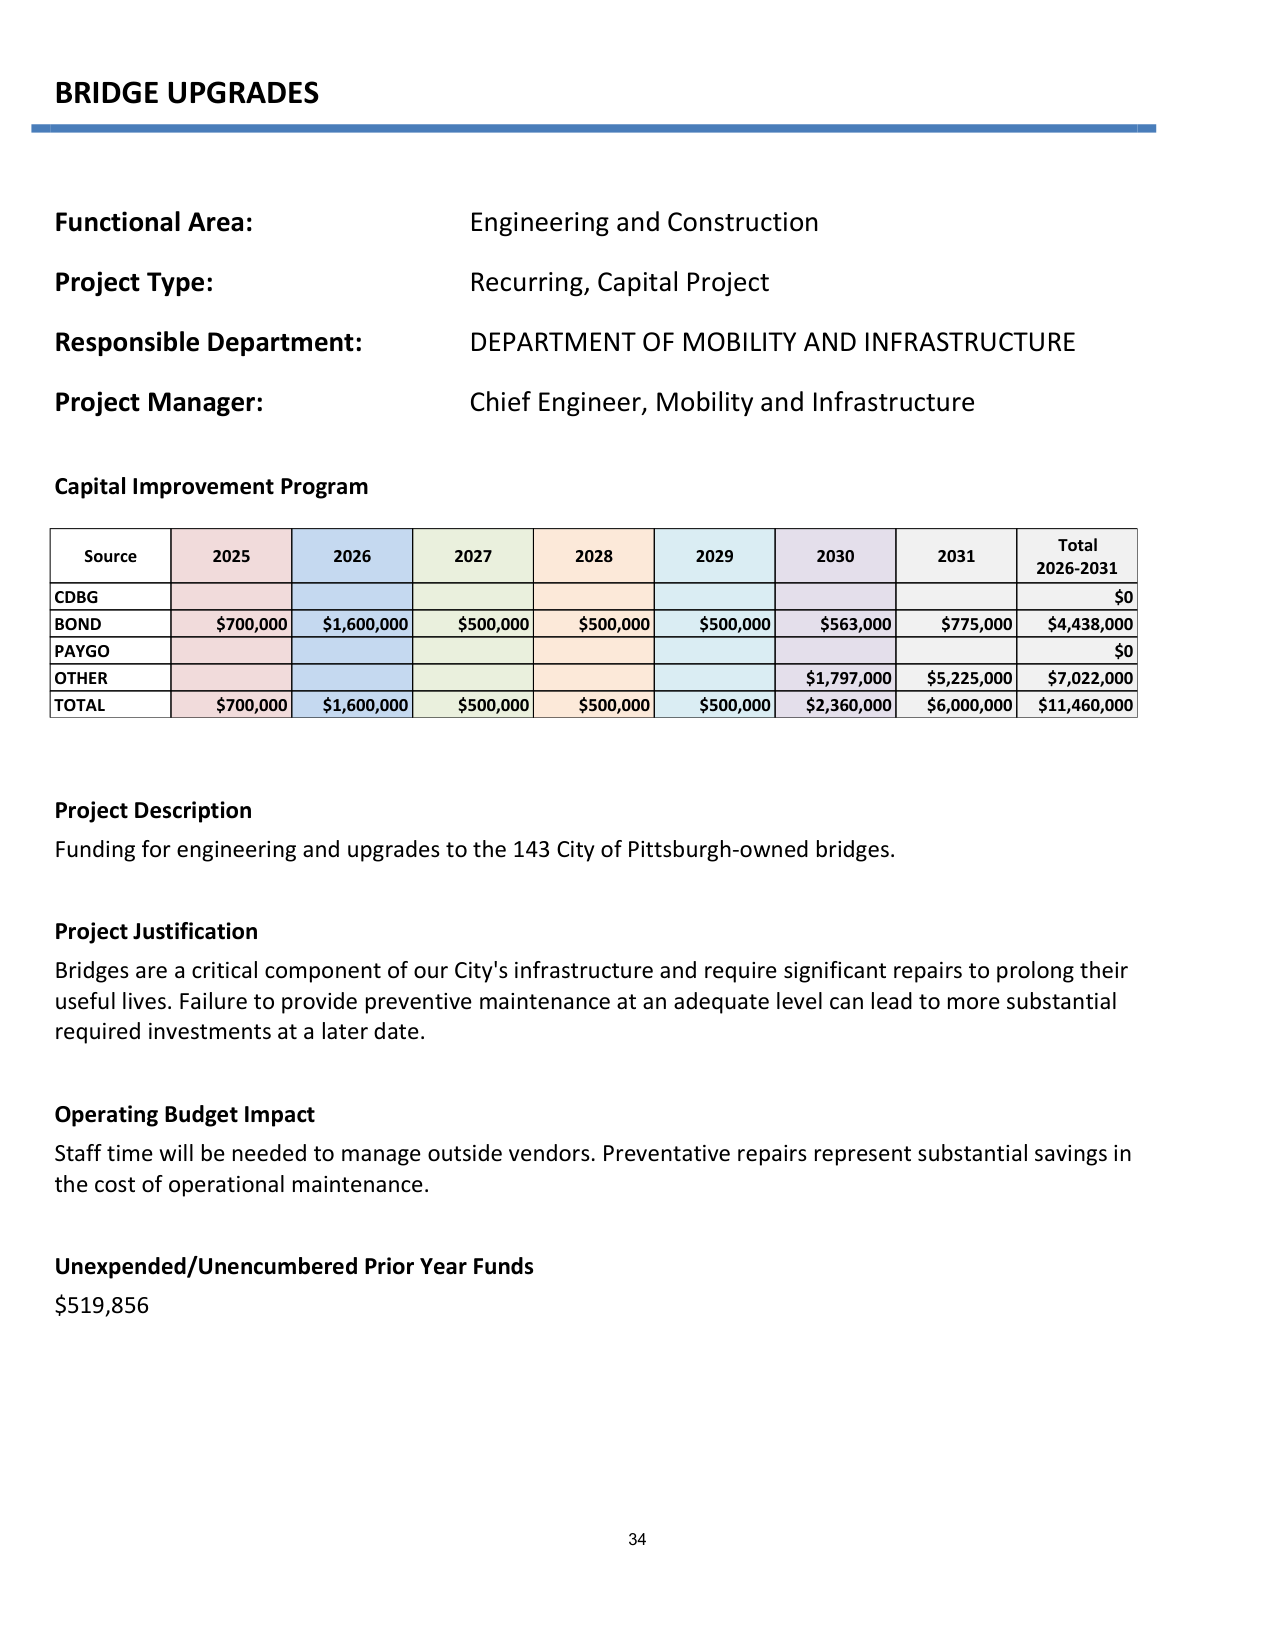 BRIDGE UPGRADES
Functional Area: Engineering and Construction
Project Type: Recurring, Capital Project
Responsible Department: DEPARTMENT OF MOBILITY AND INFRASTRUCTURE
Project Manager: Chief Engineer, Mobility and Infrastructure
Capital Improvement Program
Source 2025 2026 2027 2028 2029 2030 2031 Total 2026-2031
CDBG $0
BOND $700,000 $1,600,000 $500,000 $500,000 $500,000 $563,000 $775,000 $4,438,000
PAYGO $0
OTHER $1,797,000 $5,225,000 $7,022,000
TOTAL $700,000 $1,600,000 $500,000 $500,000 $500,000 $2,360,000 $6,000,000 $11,460,000
Project Description
Funding for engineering and upgrades to the 143 City of Pittsburgh-owned bridges.
Project Justification
Bridges are a critical component of our City's infrastructure and require significant repairs to prolong their
useful lives. Failure to provide preventive maintenance at an adequate level can lead to more substantial
required investments at a later date.
Operating Budget Impact
Staff time will be needed to manage outside vendors. Preventative repairs represent substantial savings in
the cost of operational maintenance.
Unexpended/Unencumbered Prior Year Funds
$519,856
34